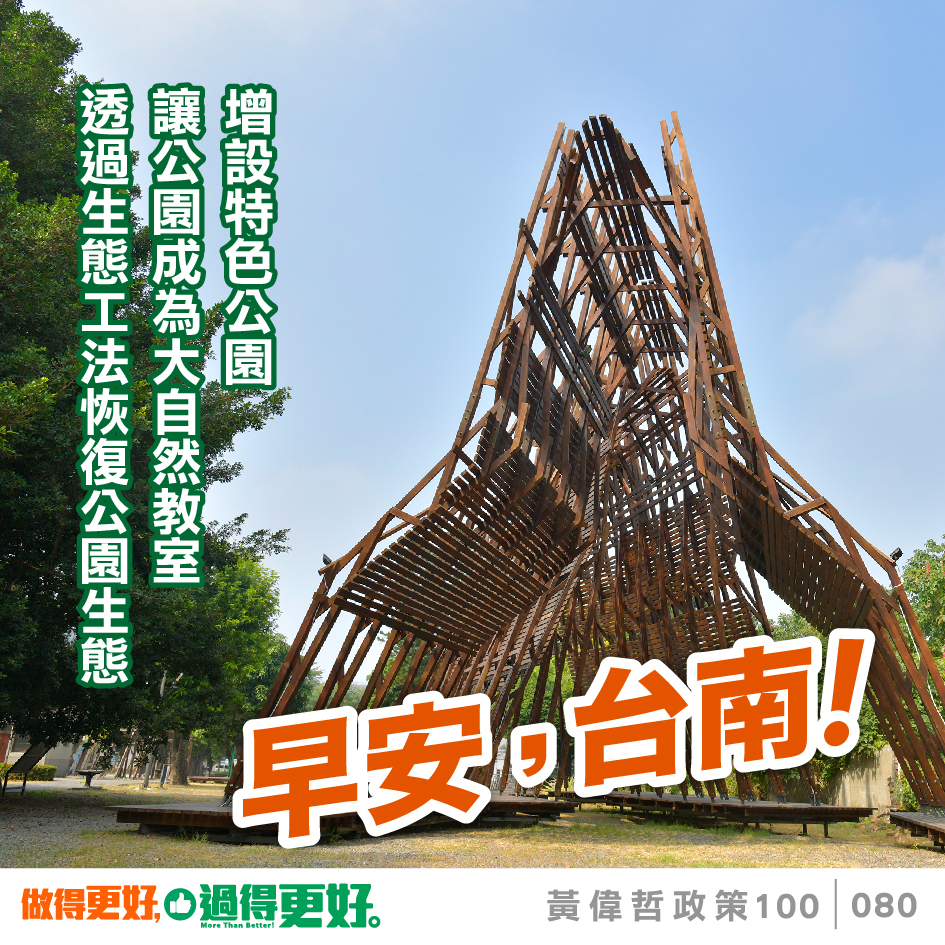 增設特色公園
讓公園成為大自然教室
透過生態工法恢復公園生態
早安，台南！
做得更好，過得更好。
More Than Better!
黃偉哲政策100｜080